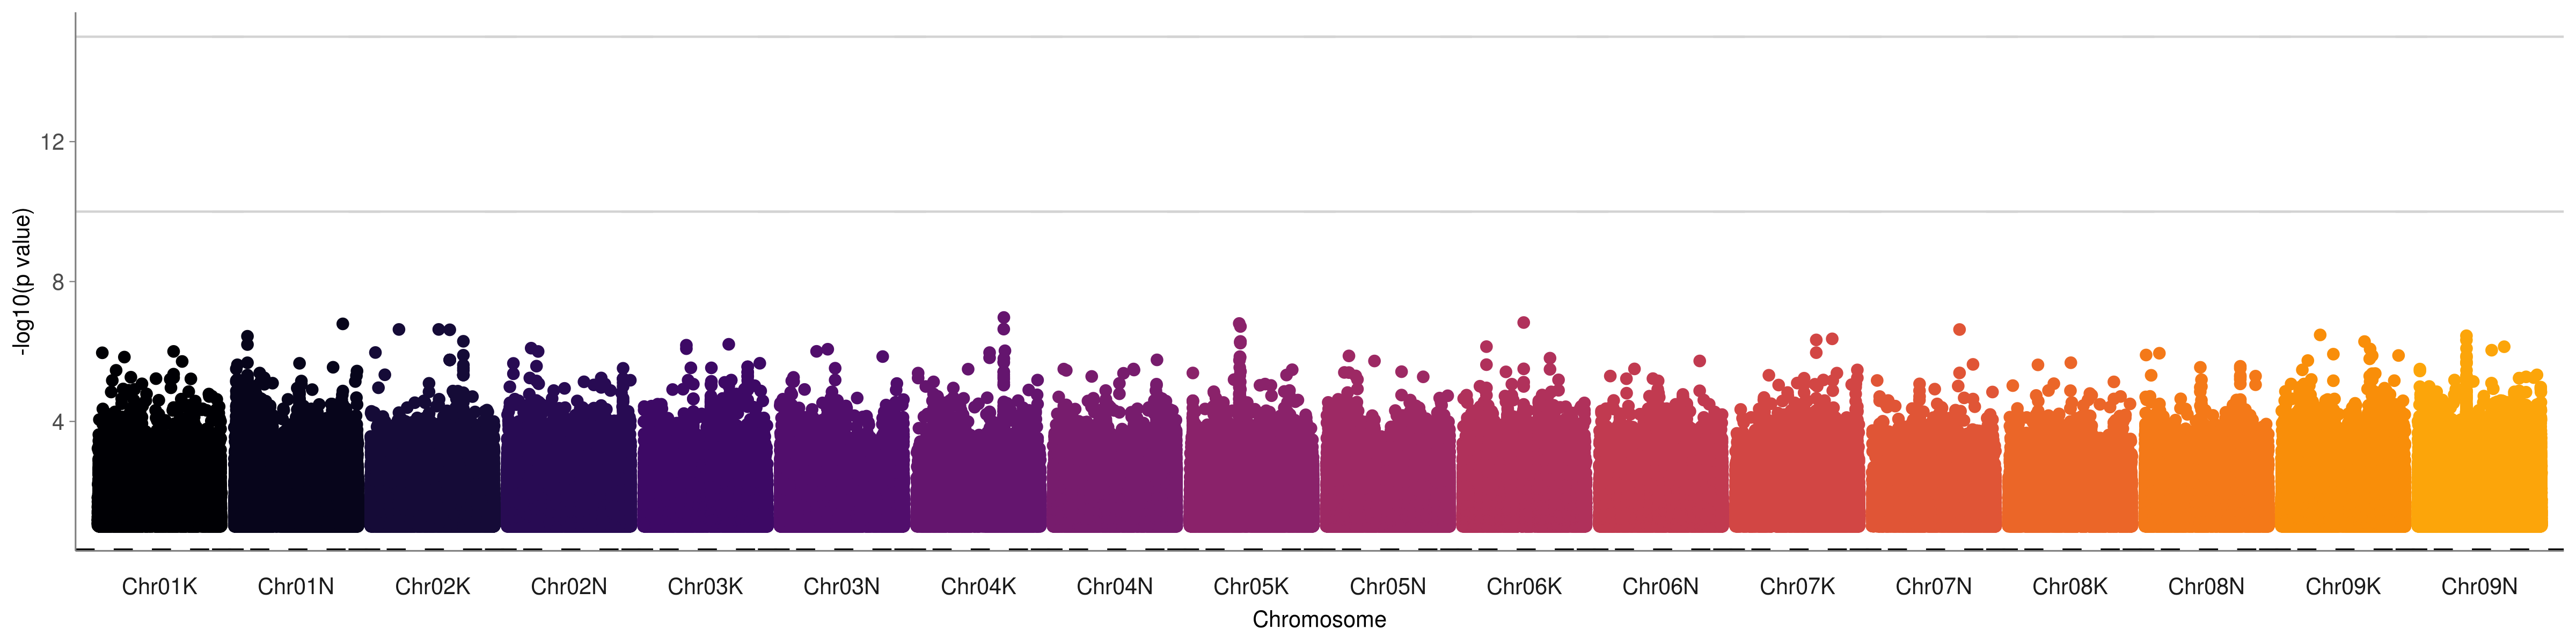 -log10(p value)
12
8
4
Chr01K Chr01N Chr02K Chr02N Chr03K Chr03N Chr04K Chr04N Chr05K Chr05N Chr06K Chr06N Chr07K Chr07N Chr08K Chr08N Chr09K Chr09N
Chromosome